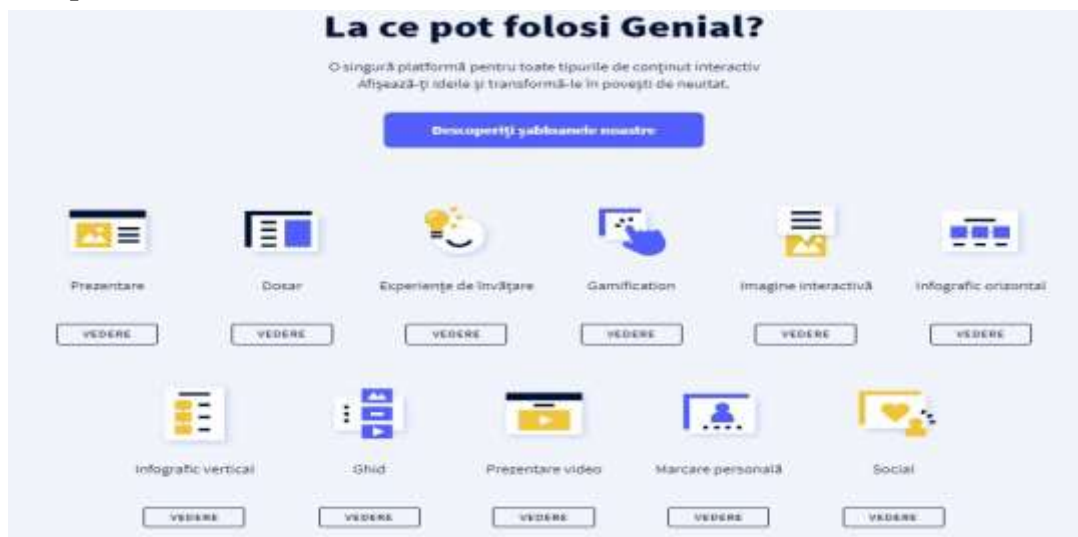 La ce pot folosi Genial?
O singură platformă pentru toate tipurile de conținut interactiv
Afișează-ți ideile și transformă-le în povești de neuitat.
Descoperiți șabloanele noastre
Prezentare Dosar Experiențe de învățare Gamification Imagine interactivă Infografic orizontal
VEDERE VEDERE VEDERE VEDERE VEDERE VEDERE
Infografic vertical Ghid Prezentare video Marcare personală Social
VEDERE VEDERE VEDERE VEDERE VEDERE